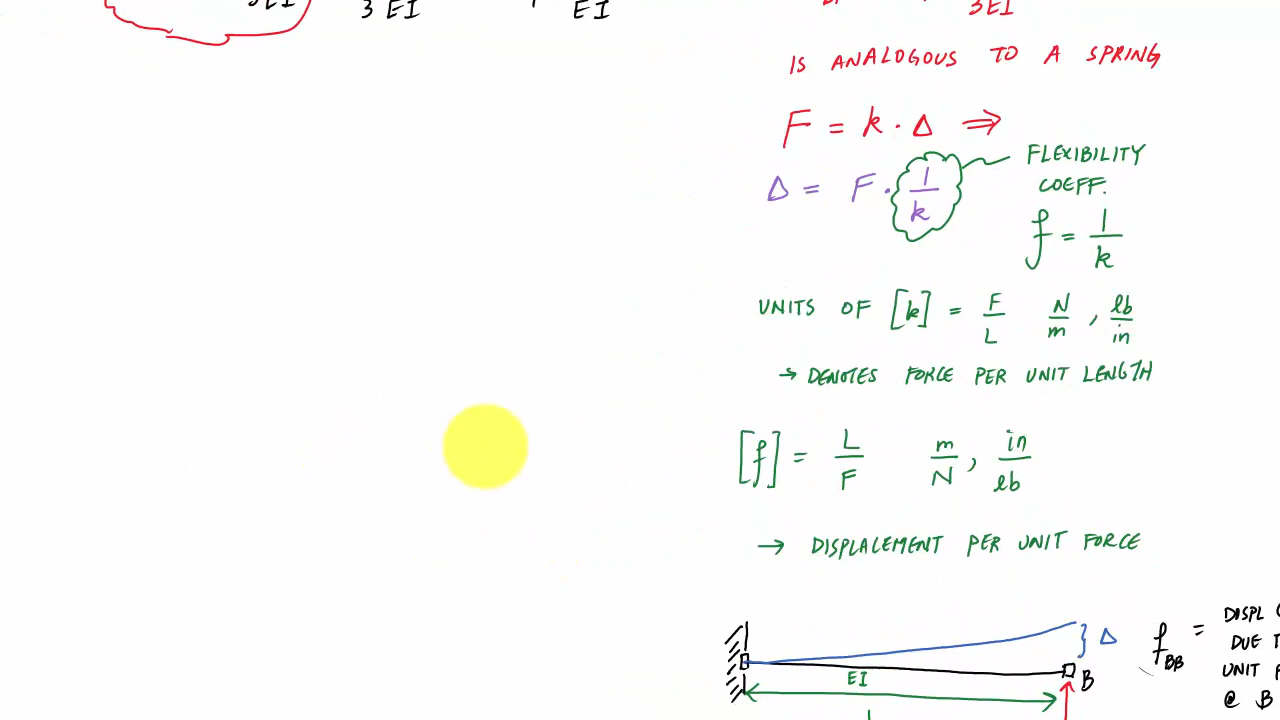 3 EI
EI
3EI
IS ANALOGOUS TO A SPRING
F = k · Δ ⇒
Δ = F · 1/k
FLEXIBILITY
COEFF.
f = 1/k
UNITS OF [k] = F/L N/m , lb/in
→ DENOTES FORCE PER UNIT LENGTH
[f] = L/F m/N , in/lb
→ DISPLACEMENT PER UNIT FORCE
} Δ
EI
B
f_BB =
DISPL
DUE
UNIT
@ B